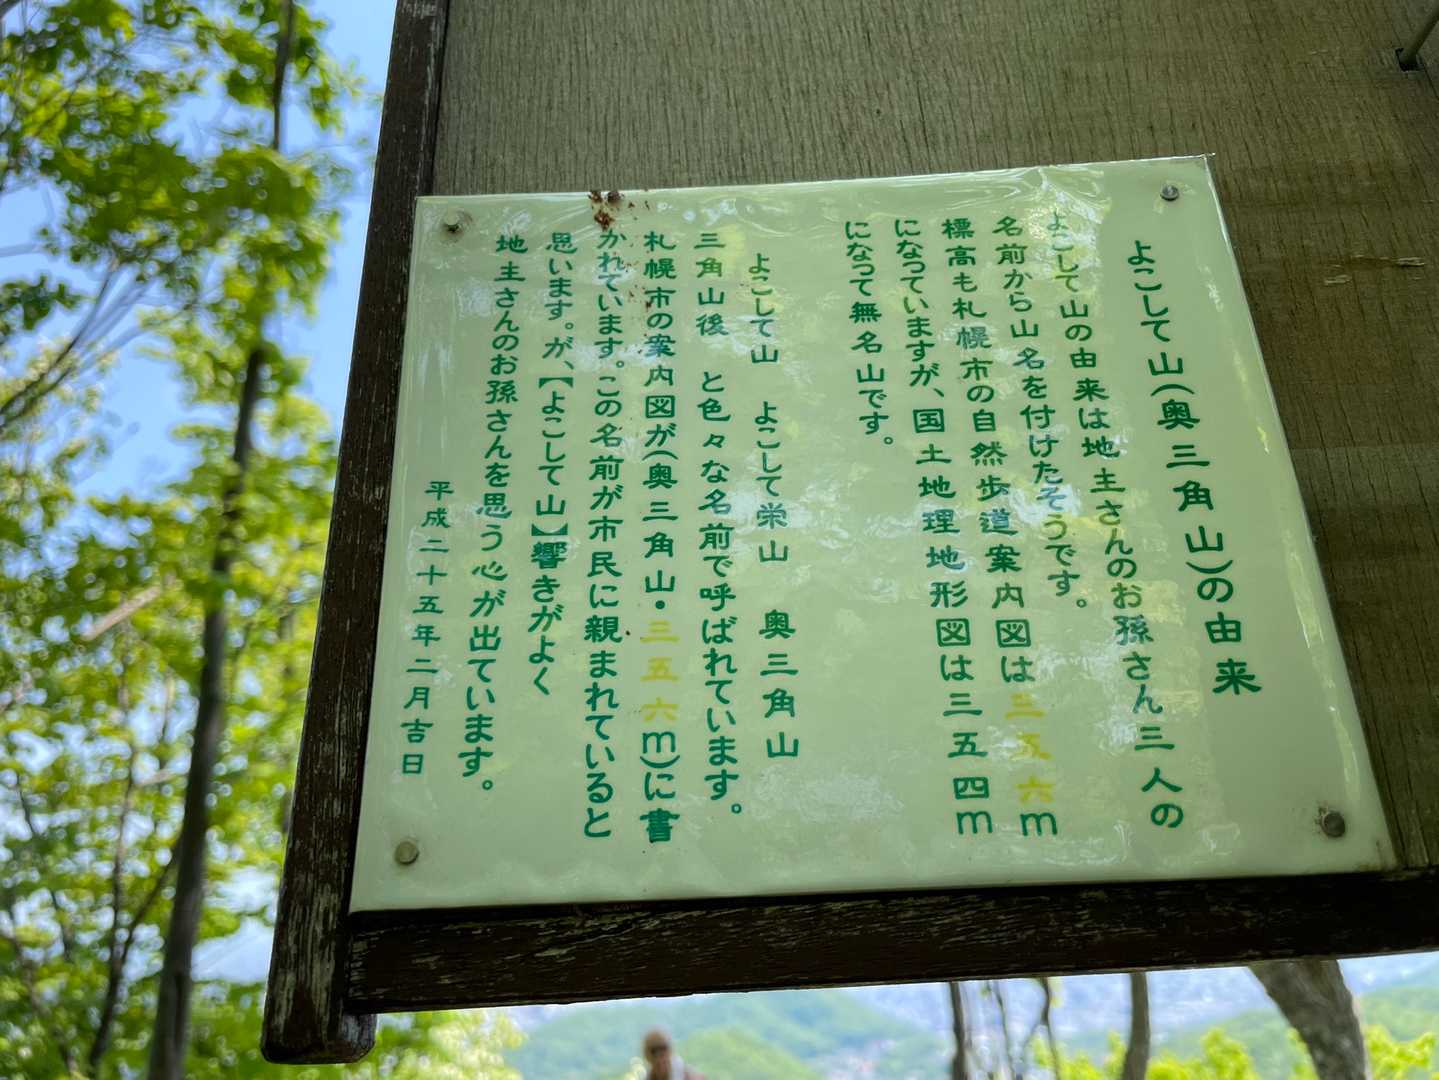 よこして山(奥三角山)の由来
よこして山の由来は地主さんのお孫さん三人の
名前から山名を付けたそうです。
標高も札幌市の自然歩道案内図は三五六m
になっていますが、国土地理地形図は三五四m
になって無名山です。
よこして山　よこして栄山　奥三角山
三角山後　と色々な名前で呼ばれています。
札幌市の案内図が(奥三角山・三五六m)に書
かれています。この名前が市民に親まれていると
思います。が、【よこして山】響きがよく
地主さんのお孫さんを思う心が出ています。
平成二十五年二月吉日